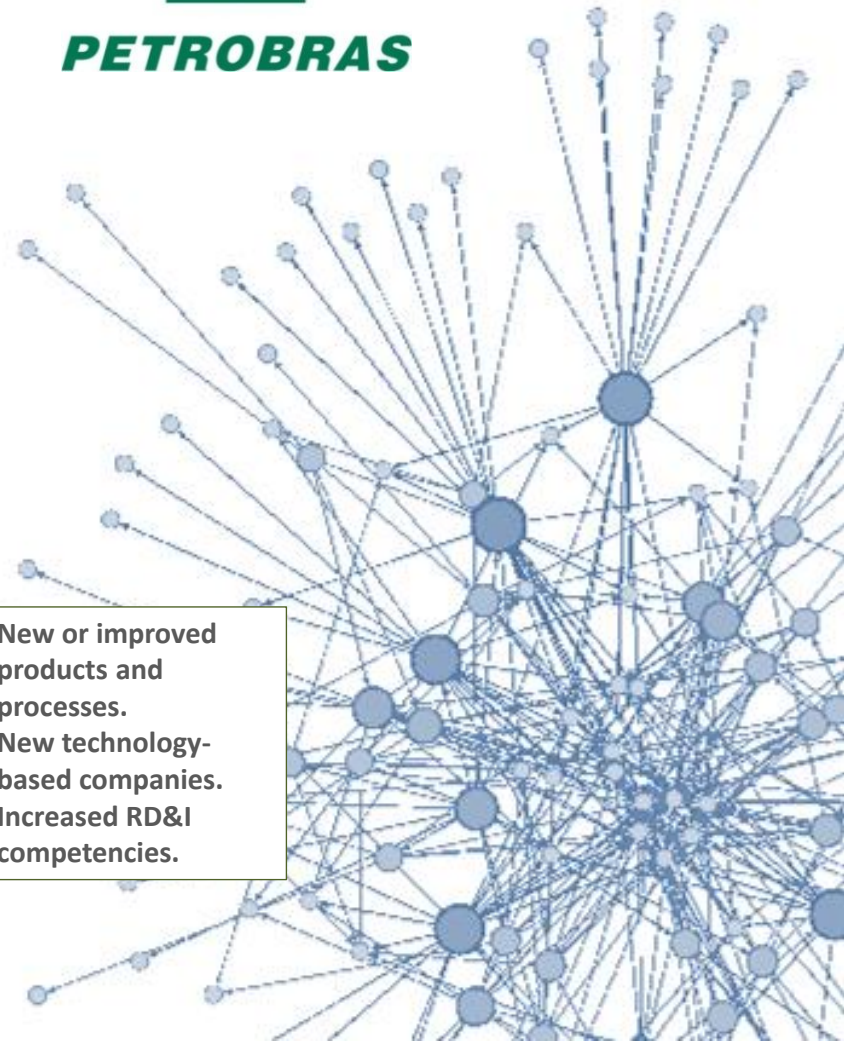 PETROBRAS
New or improved
products and
processes.
New technology-
based companies.
Increased RD&I
competencies.